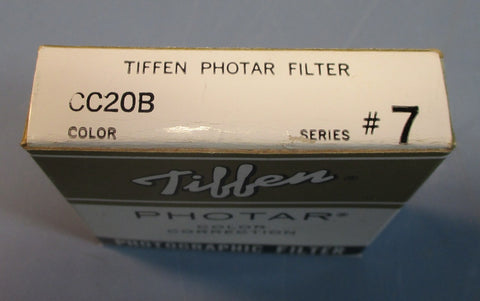 TIFFEN PHOTAR FILTER
CC20B
COLOR SERIES # 7
Tiffen®
PHOTAR®
COLOR
CORRECTION
PHOTOGRAPHIC FILTER